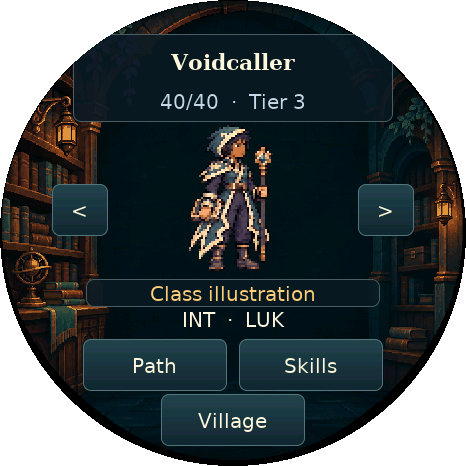 Voidcaller
40/40 · Tier 3
< >
Class illustration
INT · LUK
Path Skills
Village